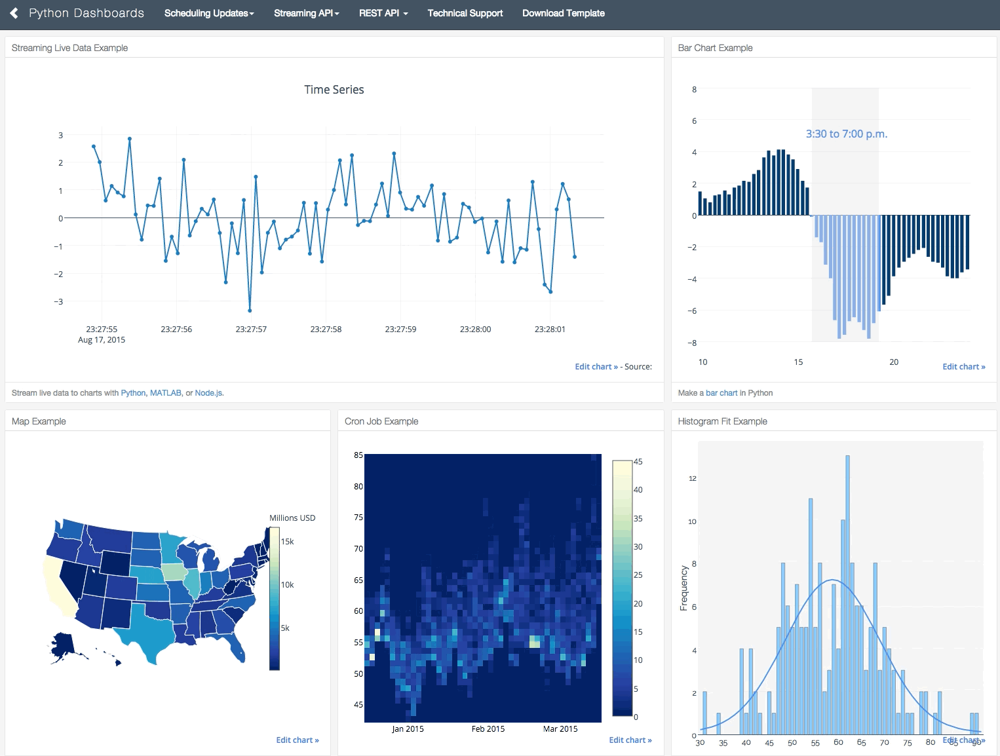 Python Dashboards Scheduling Updates Streaming API REST API Technical Support Download Template
Streaming Live Data Example
Time Series
3
2
1
0
−1
−2
−3
23:27:55 23:27:56 23:27:57 23:27:58 23:27:59 23:28:00 23:28:01
Aug 17, 2015
Edit chart » - Source:
Stream live data to charts with Python, MATLAB, or Node.js.
Bar Chart Example
8
6
3:30 to 7:00 p.m.
4
2
0
−2
−4
−6
−8
10 15 20
Edit chart »
Make a bar chart in Python
Map Example
Millions USD
15k
10k
5k
Edit chart »
Cron Job Example
85
80
75
70
65
60
55
50
45
Jan 2015 Feb 2015 Mar 2015
45
40
35
30
25
20
15
10
5
0
Edit chart »
Histogram Fit Example
Frequency
12
10
8
6
4
2
0
30 35 40 45 50 55 60 65 70 75 80 85 90
Edit chart »